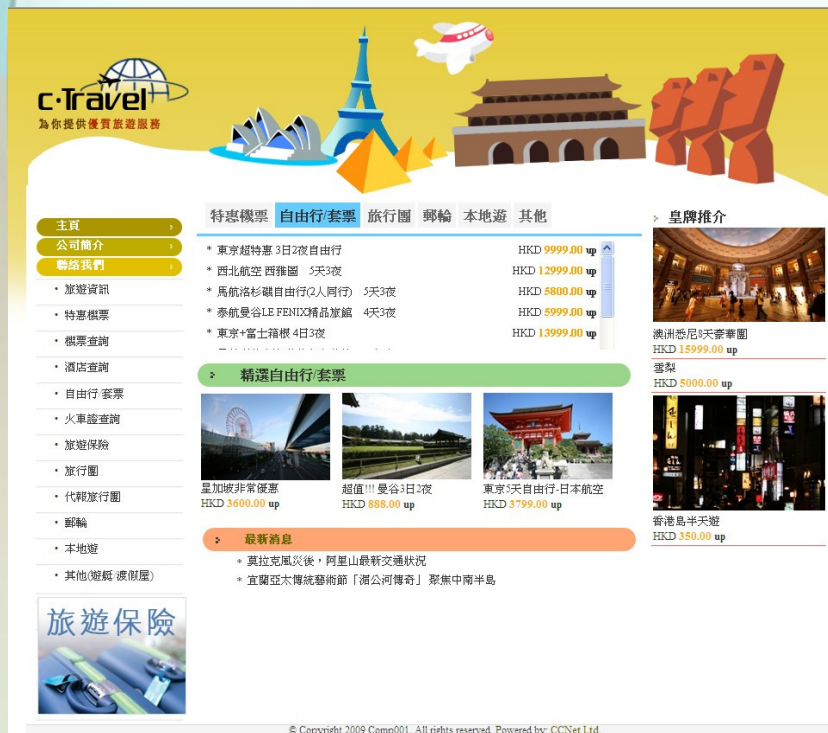 c·Travel
為你提供優質旅遊服務
特惠機票 自由行/套票 旅行團 郵輪 本地遊 其他
主頁
公司簡介
聯絡我們
・ 旅遊資訊
・ 特惠機票
・ 機票查詢
・ 酒店查詢
・ 自由行/套票
・ 火車證查詢
・ 旅遊保險
・ 旅行團
・ 代報旅行團
・ 郵輪
・ 本地遊
・ 其他(遊艇/渡假屋)
旅遊保險
* 東京超特惠 3日2夜自由行 HKD 9999.00 up
* 西北航空 西雅圖 5天3夜 HKD 12999.00 up
* 馬航洛杉磯自由行(2人同行) 5天3夜 HKD 5800.00 up
* 泰航曼谷LE FENIX精品旅館 4天3夜 HKD 5999.00 up
* 東京+富士箱根 4日3夜 HKD 13999.00 up
精選自由行/套票
星加坡非常優惠
HKD 3600.00 up
超值!!! 曼谷3日2夜
HKD 888.00 up
東京5天自由行-日本航空
HKD 3799.00 up
最新消息
* 莫拉克風災後，阿里山最新交通狀況
* 宜蘭亞太傳統藝術節「湄公河傳奇」 聚焦中南半島
皇牌推介
澳洲悉尼8天豪華團
HKD 15999.00 up
雪梨
HKD 5000.00 up
香港島半天遊
HKD 350.00 up
© Copyright 2009 Comp001. All rights reserved. Powered by: CCNet Ltd.